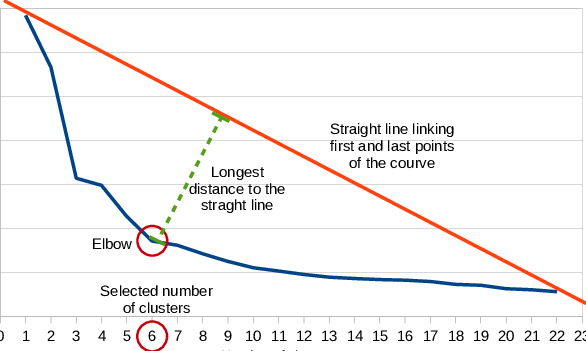 Straight line linking
first and last points
of the courve
Longest
distance to the
straght line
Elbow
Selected number
of clusters
0 1 2 3 4 5 6 7 8 9 10 11 12 13 14 15 16 17 18 19 20 21 22 23